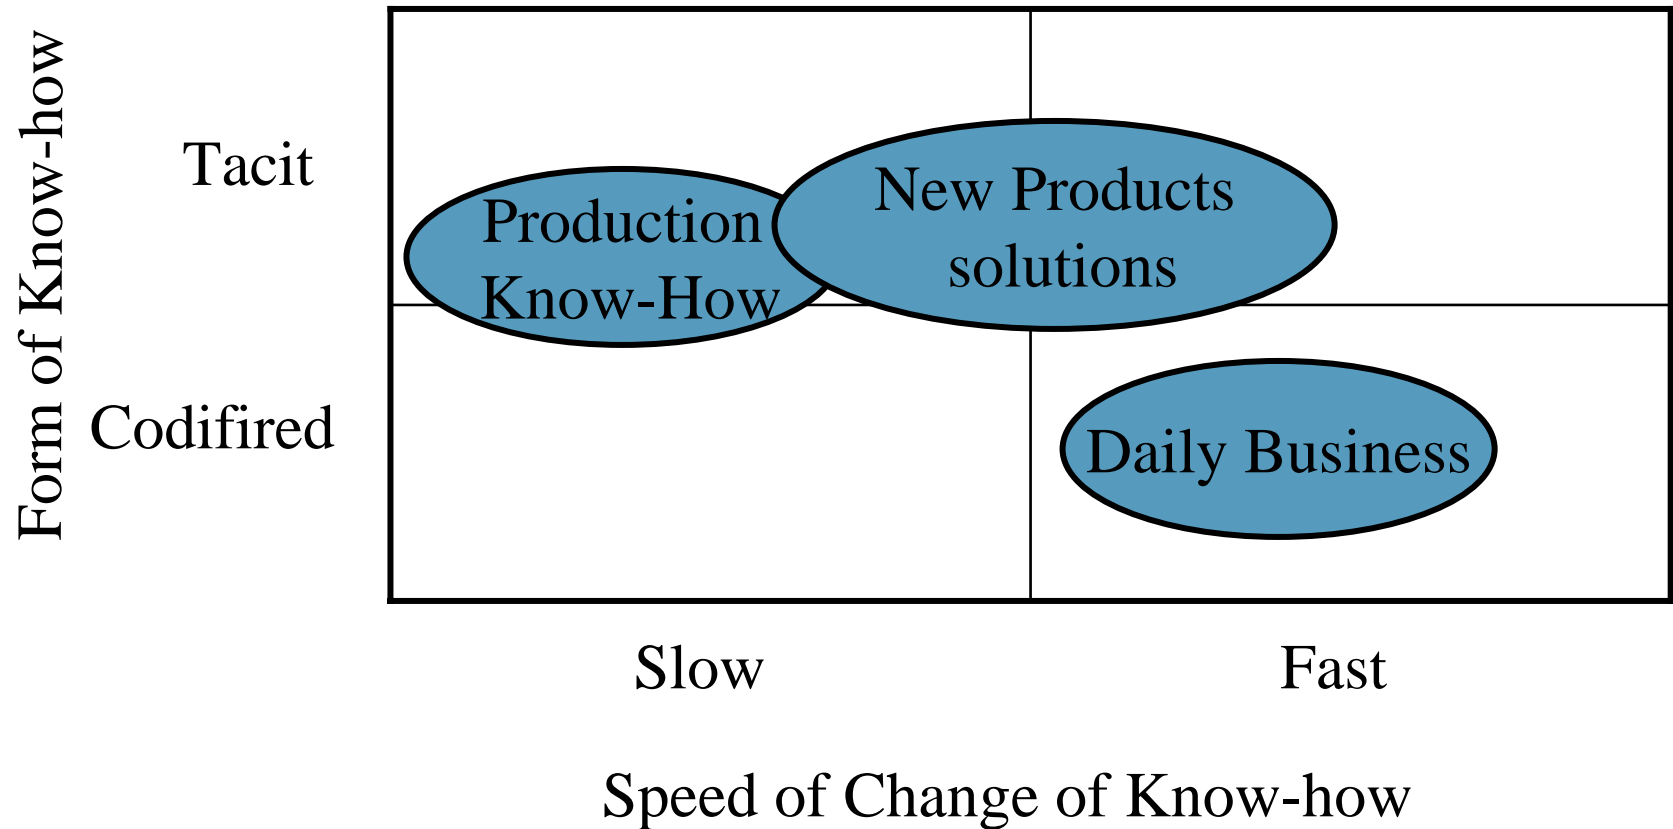 Form of Know-how
Tacit
Codifired
Production
Know-How
New Products
solutions
Daily Business
Slow
Fast
Speed of Change of Know-how